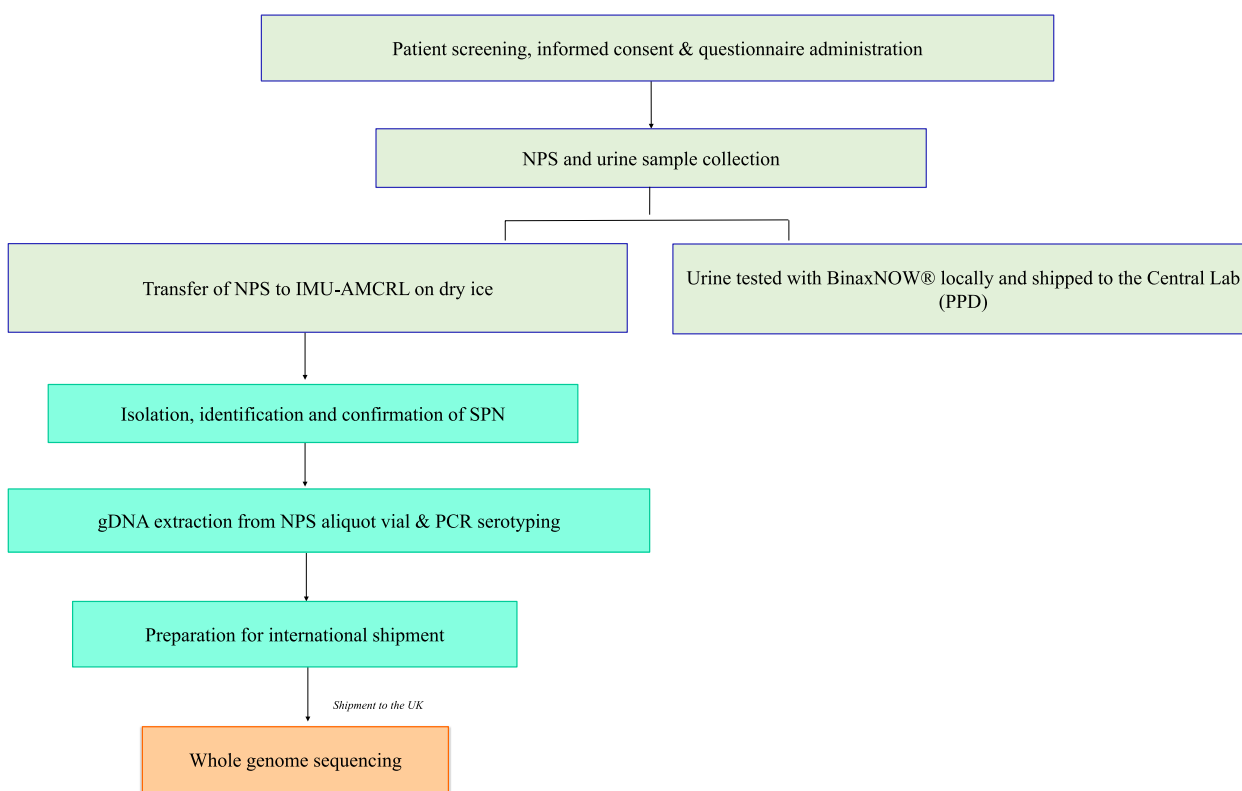 Patient screening, informed consent & questionnaire administration
NPS and urine sample collection
Transfer of NPS to IMU-AMCRL on dry ice
Urine tested with BinaxNOW® locally and shipped to the Central Lab
(PPD)
Isolation, identification and confirmation of SPN
gDNA extraction from NPS aliquot vial & PCR serotyping
Preparation for international shipment
Shipment to the UK
Whole genome sequencing